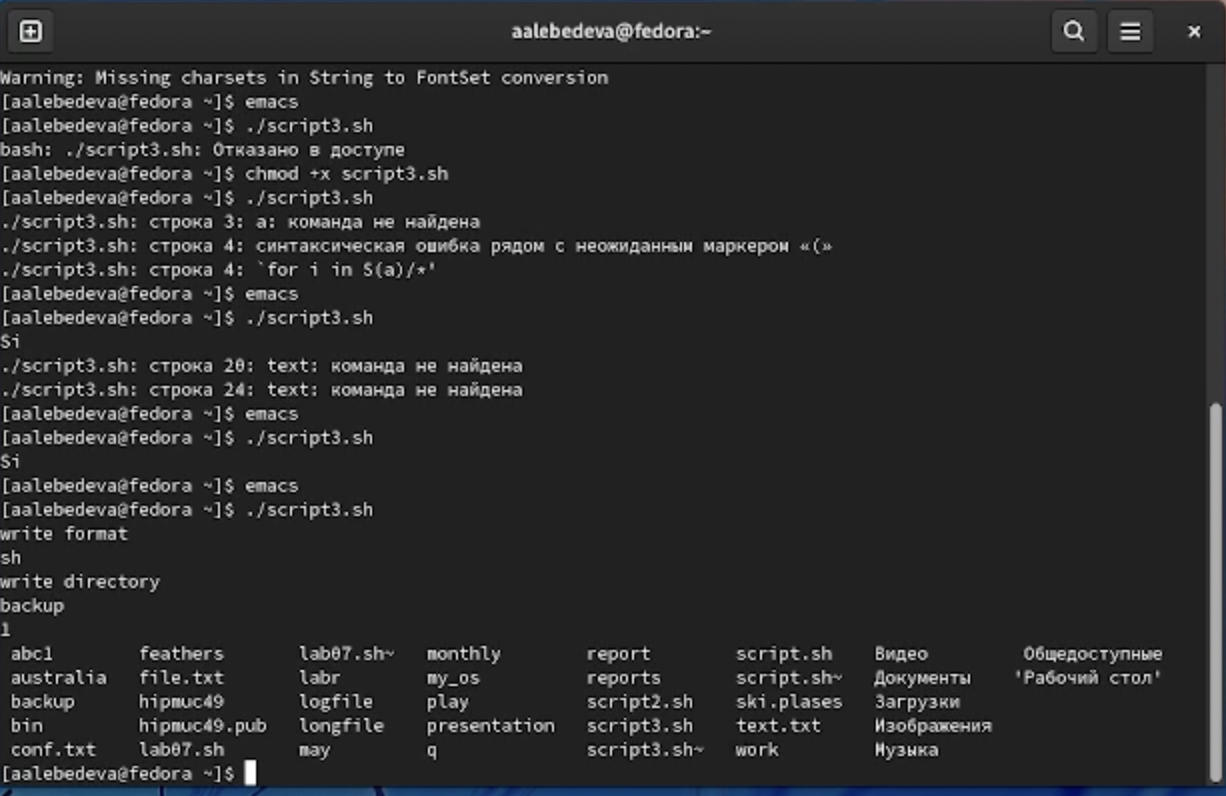 aalebedeva@fedora:~
Warning: Missing charsets in String to FontSet conversion
[aalebedeva@fedora ~]$ emacs
[aalebedeva@fedora ~]$ ./script3.sh
bash: ./script3.sh: Отказано в доступе
[aalebedeva@fedora ~]$ chmod +x script3.sh
[aalebedeva@fedora ~]$ ./script3.sh
./script3.sh: строка 3: a: команда не найдена
./script3.sh: строка 4: синтаксическая ошибка рядом с неожиданным маркером «(»
./script3.sh: строка 4: `for i in S(a)/*'
[aalebedeva@fedora ~]$ emacs
[aalebedeva@fedora ~]$ ./script3.sh
Si
./script3.sh: строка 20: text: команда не найдена
./script3.sh: строка 24: text: команда не найдена
[aalebedeva@fedora ~]$ emacs
[aalebedeva@fedora ~]$ ./script3.sh
Si
[aalebedeva@fedora ~]$ emacs
[aalebedeva@fedora ~]$ ./script3.sh
write format
sh
write directory
backup
1
abc1 feathers lab07.sh~ monthly report script.sh Видео Общедоступные
australia file.txt labr my_os reports script.sh~ Документы 'Рабочий стол'
backup hipmuc49 logfile play script2.sh ski.plases Загрузки
bin hipmuc49.pub longfile presentation script3.sh text.txt Изображения
conf.txt lab07.sh may q script3.sh~ work Музыка
[aalebedeva@fedora ~]$